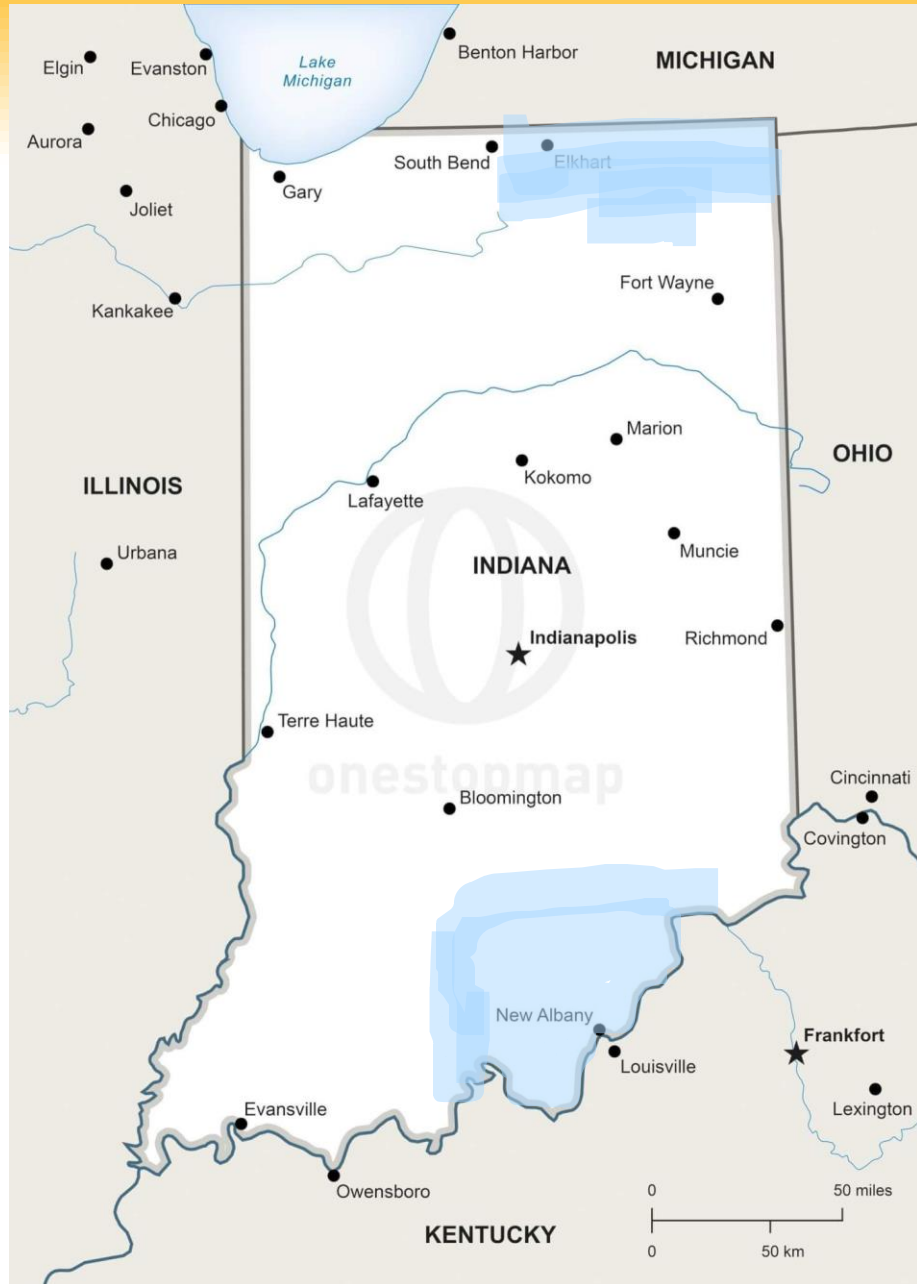 Benton Harbor
Elgin
Evanston
Lake
Michigan
MICHIGAN
Chicago
Aurora
South Bend
Elkhart
Gary
Joliet
Fort Wayne
Kankakee
Marion
OHIO
Kokomo
ILLINOIS
Lafayette
Urbana
Muncie
INDIANA
Indianapolis
Richmond
Terre Haute
onestopmap
Cincinnati
Bloomington
Covington
New Albany
Frankfort
Louisville
Evansville
Lexington
Owensboro
0 50 miles
KENTUCKY
0 50 km